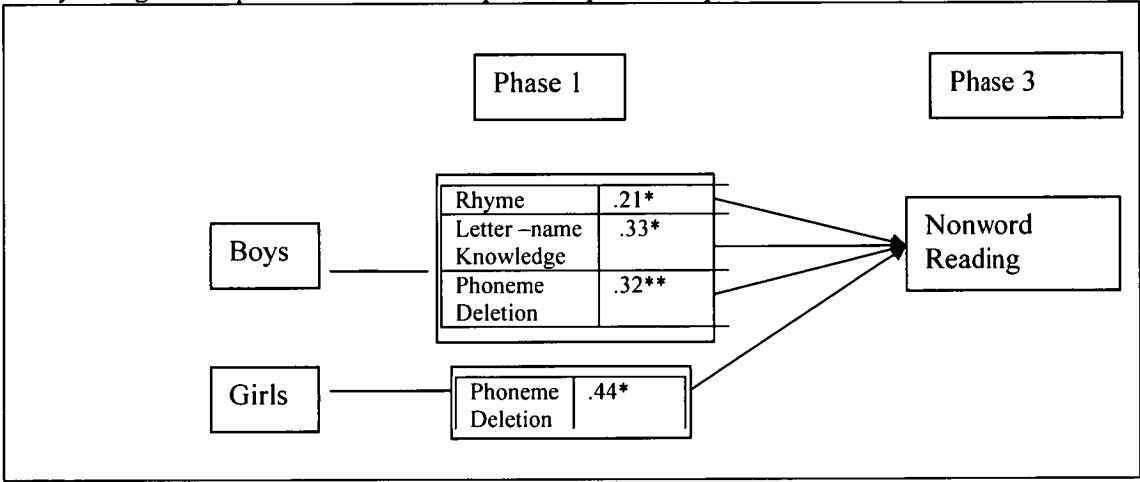 Phase 1
Phase 3
Rhyme .21*
Letter –name .33*
Knowledge
Phoneme .32**
Deletion
Boys
Nonword
Reading
Girls
Phoneme .44*
Deletion